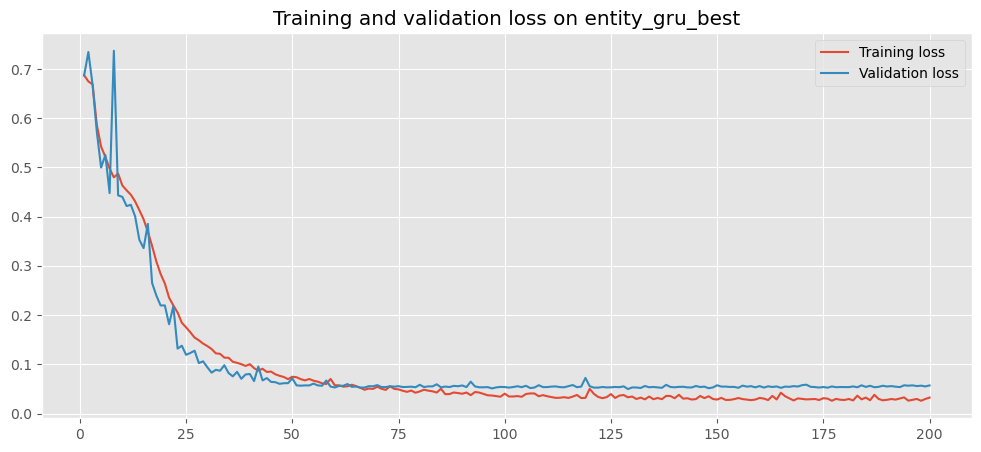 Training and validation loss on entity_gru_best
Training loss
Validation loss
0.7
0.6
0.5
0.4
0.3
0.2
0.1
0.0
0 25 50 75 100 125 150 175 200